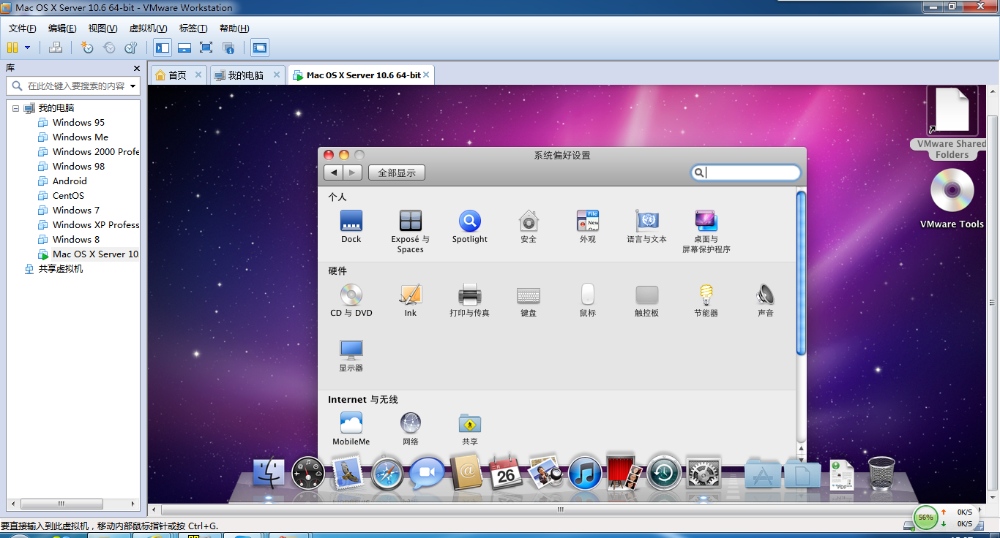 Mac OS X Server 10.6 64-bit - VMware Workstation
文件(F) 编辑(E) 视图(V) 虚拟机(V) 标签(T) 帮助(H)
库
在此处键入要搜索的内容
我的电脑
Windows 95
Windows Me
Windows 2000 Profe
Windows 98
Android
CentOS
Windows 7
Windows XP Profess
Windows 8
Mac OS X Server 10
共享虚拟机
首页 我的电脑 Mac OS X Server 10.6 64-bit
VMware Shared
Folders
VMware Tools
系统偏好设置
全部显示
个人
Dock
Exposé 与
Spaces
Spotlight
安全
外观
语言与文本
桌面与
屏幕保护程序
硬件
CD 与 DVD
Ink
打印与传真
键盘
鼠标
触控板
节能器
声音
显示器
Internet 与无线
MobileMe
网络
共享
File
New
二月
26
PDF
要直接输入到此虚拟机，移动内部鼠标指针或按 Ctrl+G.
56%
0K/S
0K/S